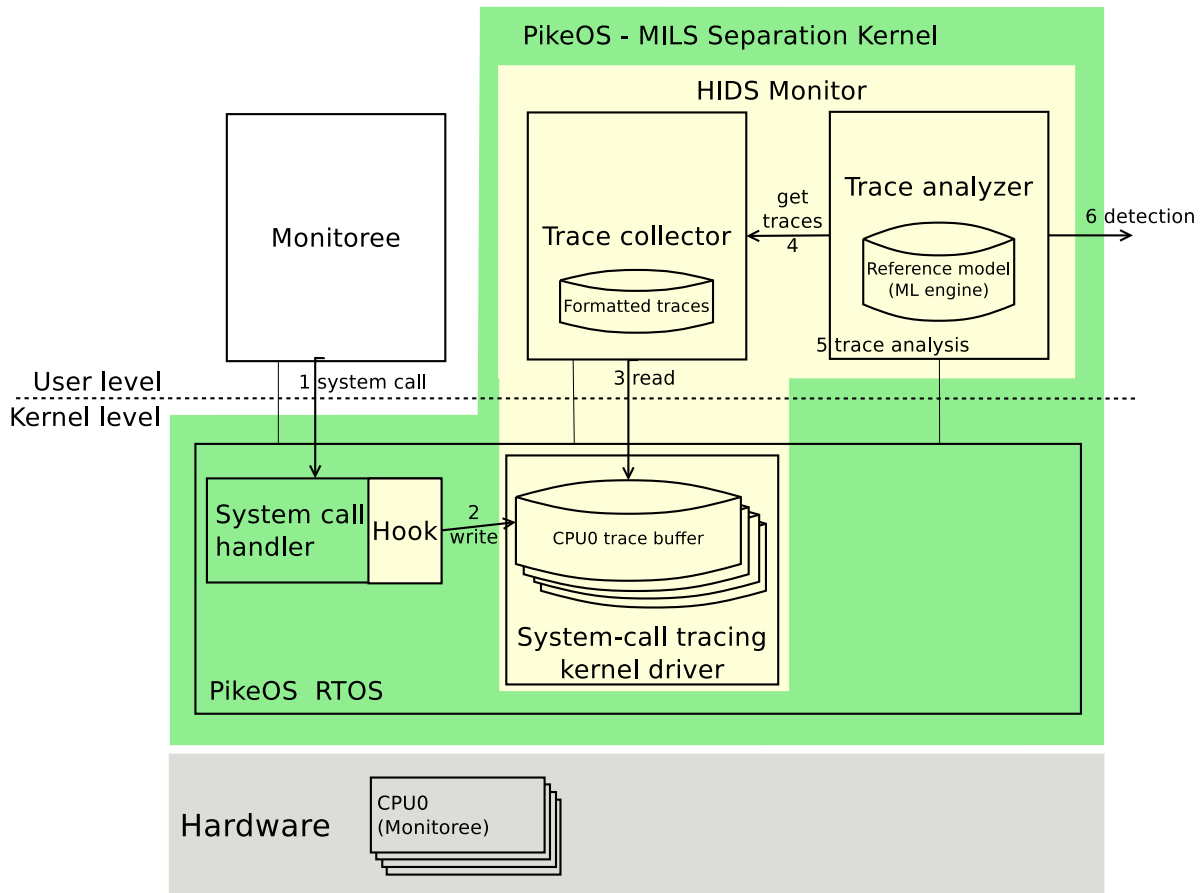 PikeOS - MILS Separation Kernel
HIDS Monitor
Monitoree
Trace collector
Formatted traces
get
traces
4
Trace analyzer
Reference model
(ML engine)
6 detection
5 trace analysis
User level
Kernel level
1 system call
3 read
System call
handler
Hook
2
write
CPU0 trace buffer
System-call tracing
kernel driver
PikeOS RTOS
Hardware
CPU0
(Monitoree)